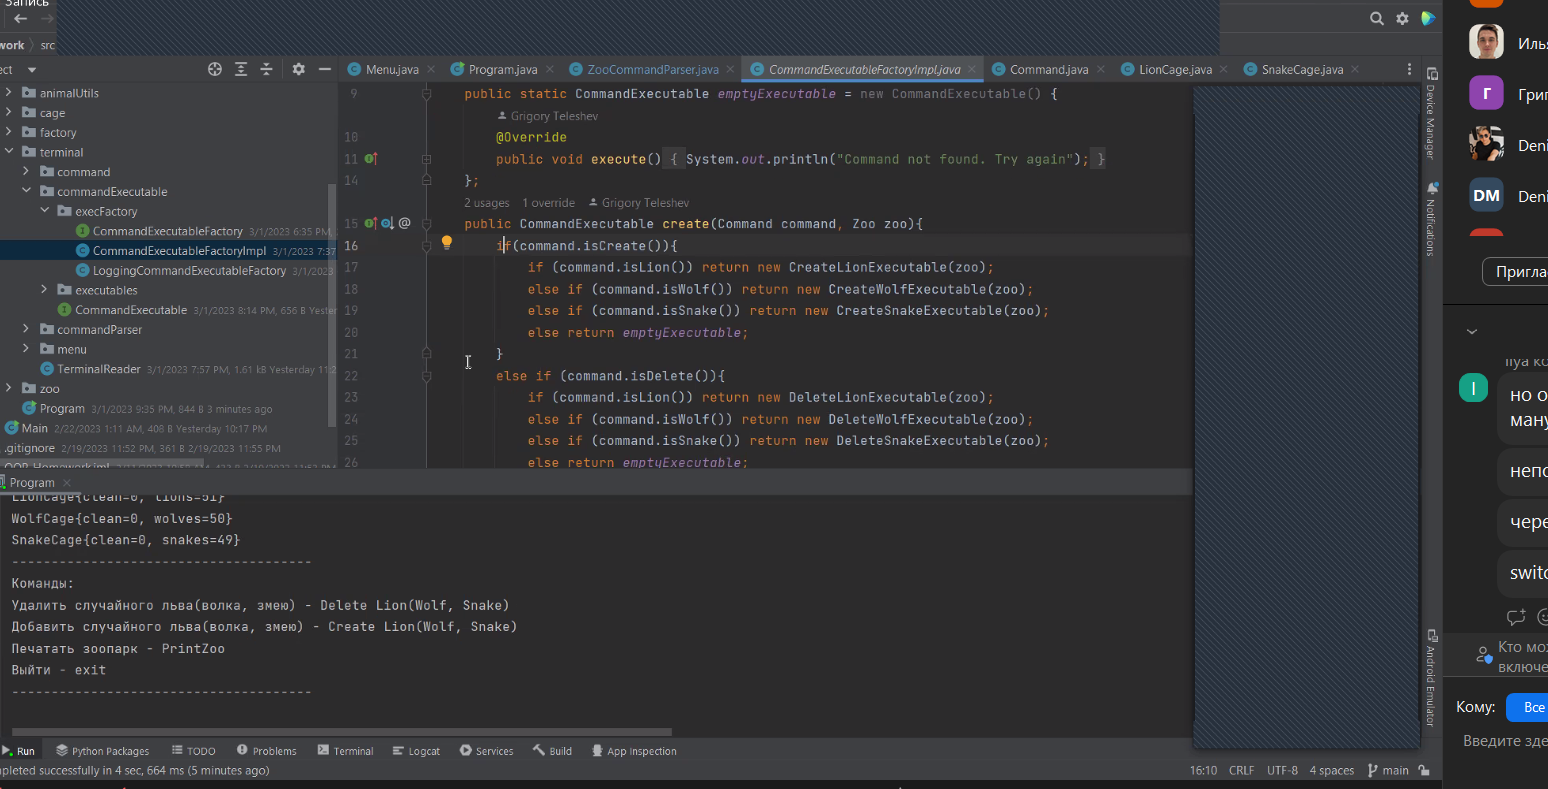 Запись
work
src
ect
Menu.java
Program.java
ZooCommandParser.java
CommandExecutableFactoryImpl.java
Command.java
LionCage.java
SnakeCage.java
animalUtils
cage
factory
terminal
command
commandExecutable
execFactory
CommandExecutableFactory 3/1/2023 6:35 PM,
CommandExecutableFactoryImpl 3/1/2023 7:37
LoggingCommandExecutableFactory 3/1/2023
executables
CommandExecutable 3/1/2023 8:14 PM, 656 B Yester
commandParser
menu
TerminalReader 3/1/2023 7:57 PM, 1.61 kB Yesterday 11:2
zoo
Program 3/1/2023 9:35 PM, 844 B 3 minutes ago
Main 2/22/2023 1:11 AM, 408 B Yesterday 10:17 PM
.gitignore 2/19/2023 11:52 PM, 361 B 2/19/2023 11:55 PM
9 public static CommandExecutable emptyExecutable = new CommandExecutable() {
Grigory Teleshev
10 @Override
11 public void execute() { System.out.println("Command not found. Try again"); }
14 };
2 usages 1 override Grigory Teleshev
15 @ public CommandExecutable create(Command command, Zoo zoo){
16 if(command.isCreate()){
17 if (command.isLion()) return new CreateLionExecutable(zoo);
18 else if (command.isWolf()) return new CreateWolfExecutable(zoo);
19 else if (command.isSnake()) return new CreateSnakeExecutable(zoo);
20 else return emptyExecutable;
21 }
22 else if (command.isDelete()){
23 if (command.isLion()) return new DeleteLionExecutable(zoo);
24 else if (command.isWolf()) return new DeleteWolfExecutable(zoo);
25 else if (command.isSnake()) return new DeleteSnakeExecutable(zoo);
26 else return emptyExecutable;
Program
LionCage{clean=0, lions=51}
WolfCage{clean=0, wolves=50}
SnakeCage{clean=0, snakes=49}
--------------------------------------
Команды:
Удалить случайного льва(волка, змею) - Delete Lion(Wolf, Snake)
Добавить случайного льва(волка, змею) - Create Lion(Wolf, Snake)
Печатать зоопарк - PrintZoo
Выйти - exit
--------------------------------------
Run
Python Packages
TODO
Problems
Terminal
Logcat
Services
Build
App Inspection
pleted successfully in 4 sec, 664 ms (5 minutes ago)
16:10 CRLF UTF-8 4 spaces main
Device Manager
Notifications
Android Emulator
Илья
Г Григ
Deni
DM Deni
Пригла
I
но о
ману
непо
чере
switc
Кто мо
включе
Кому: Все
Введите зде